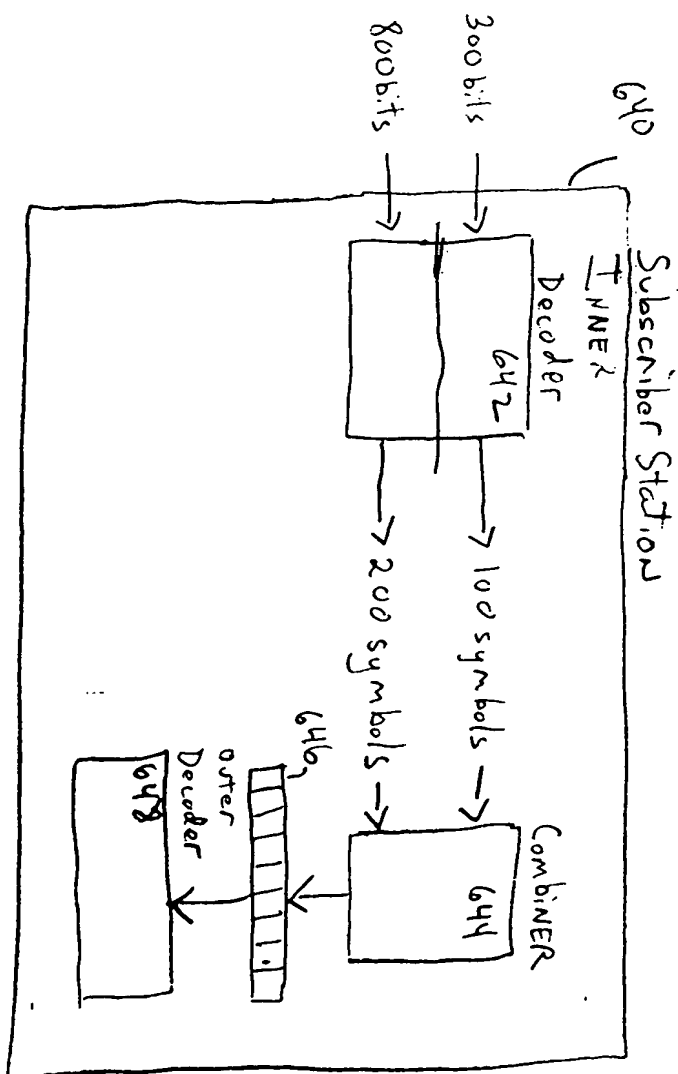 640
Subscriber Station
300 bits
800 bits
INNER
Decoder
642
100 symbols
200 symbols
Combiner
644
646
Outer
Decoder
648